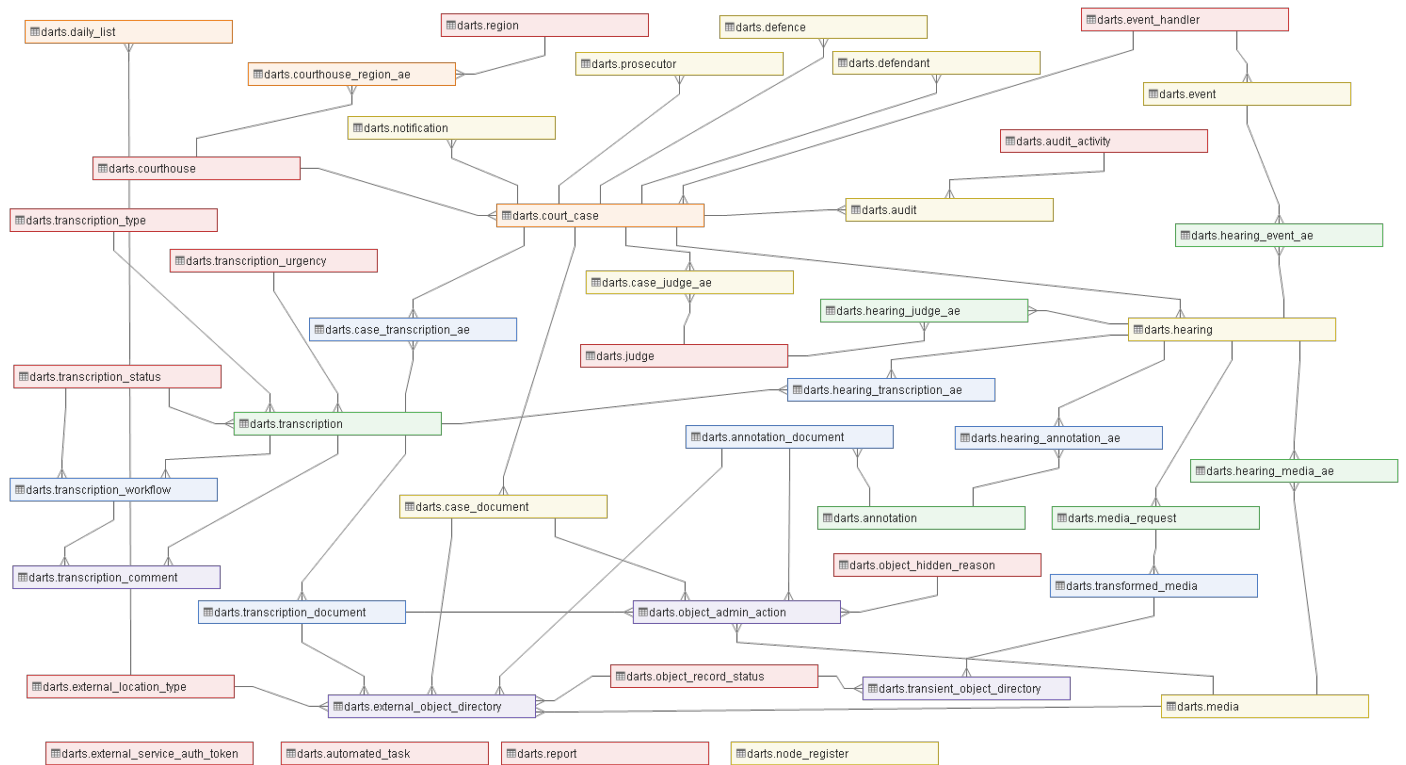 darts.event_handler
darts.region
darts.defence
darts.daily_list
darts.prosecutor
darts.defendant
darts.courthouse_region_ae
darts.event
darts.notification
darts.audit_activity
darts.courthouse
darts.audit
darts.court_case
darts.transcription_type
darts.hearing_event_ae
darts.transcription_urgency
darts.case_judge_ae
darts.hearing_judge_ae
darts.case_transcription_ae
darts.hearing
darts.judge
darts.transcription_status
darts.hearing_transcription_ae
darts.transcription
darts.annotation_document
darts.hearing_annotation_ae
darts.hearing_media_ae
darts.transcription_workflow
darts.case_document
darts.annotation
darts.media_request
darts.object_hidden_reason
darts.transcription_comment
darts.transformed_media
darts.transcription_document
darts.object_admin_action
darts.object_record_status
darts.external_location_type
darts.transient_object_directory
darts.external_object_directory
darts.media
darts.external_service_auth_token
darts.automated_task
darts.report
darts.node_register